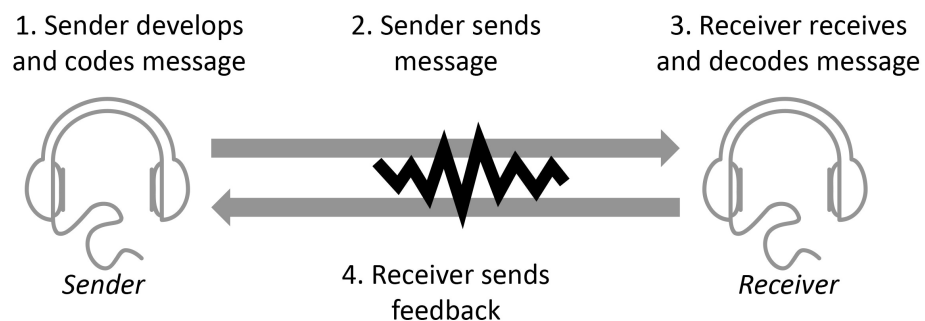 1. Sender develops
and codes message
2. Sender sends
message
3. Receiver receives
and decodes message
Sender
4. Receiver sends
feedback
Receiver